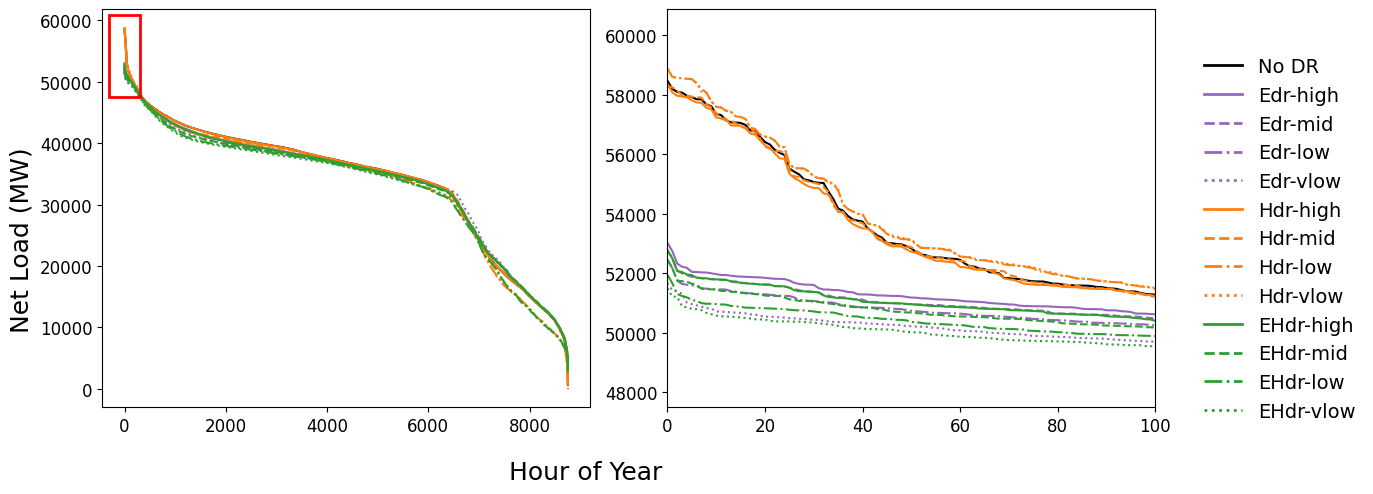 Net Load (MW)
60000
50000
40000
30000
20000
10000
0
0 2000 4000 6000 8000
60000
58000
56000
54000
52000
50000
48000
0 20 40 60 80 100
Hour of Year
No DR
Edr-high
Edr-mid
Edr-low
Edr-vlow
Hdr-high
Hdr-mid
Hdr-low
Hdr-vlow
EHdr-high
EHdr-mid
EHdr-low
EHdr-vlow